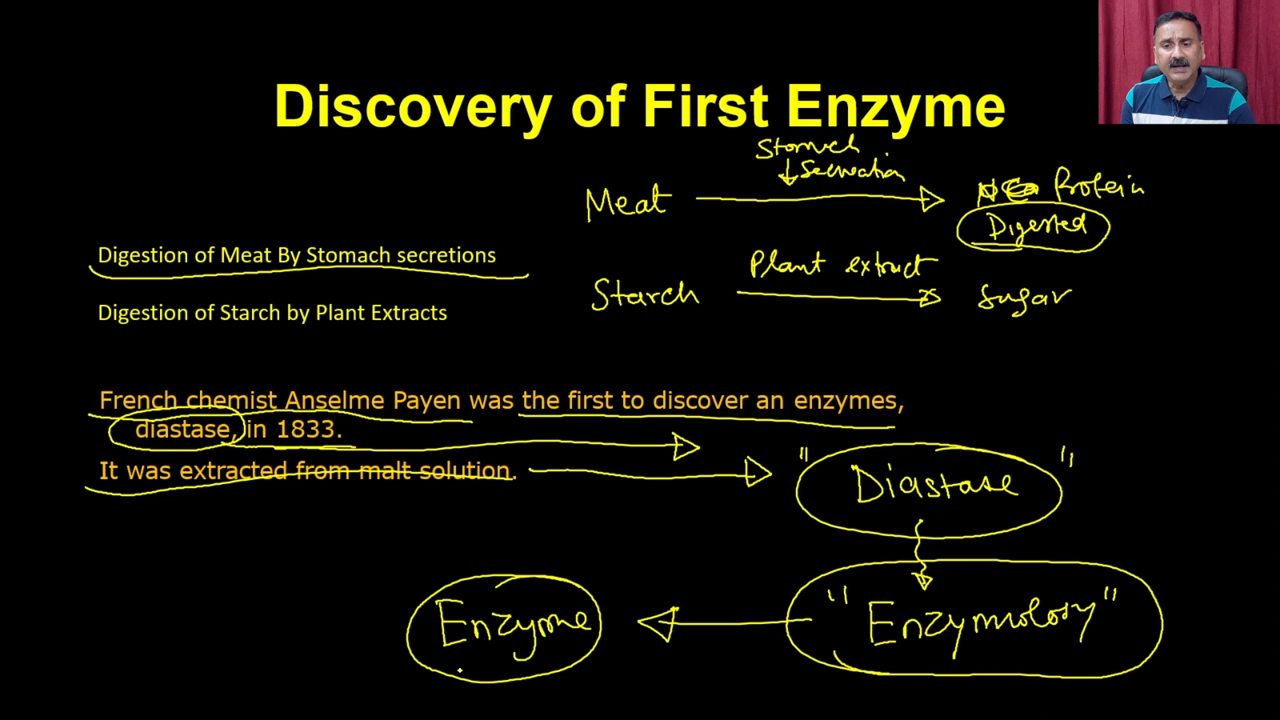 Discovery of First Enzyme
Stomach
Secreation
Meat
Protein
Digested
Digestion of Meat By Stomach secretions
Plant extract
Starch
Sugar
Digestion of Starch by Plant Extracts
French chemist Anselme Payen was the first to discover an enzymes,
diastase, in 1833.
It was extracted from malt solution.
"Diastase"
Enzyme
"Enzymology"